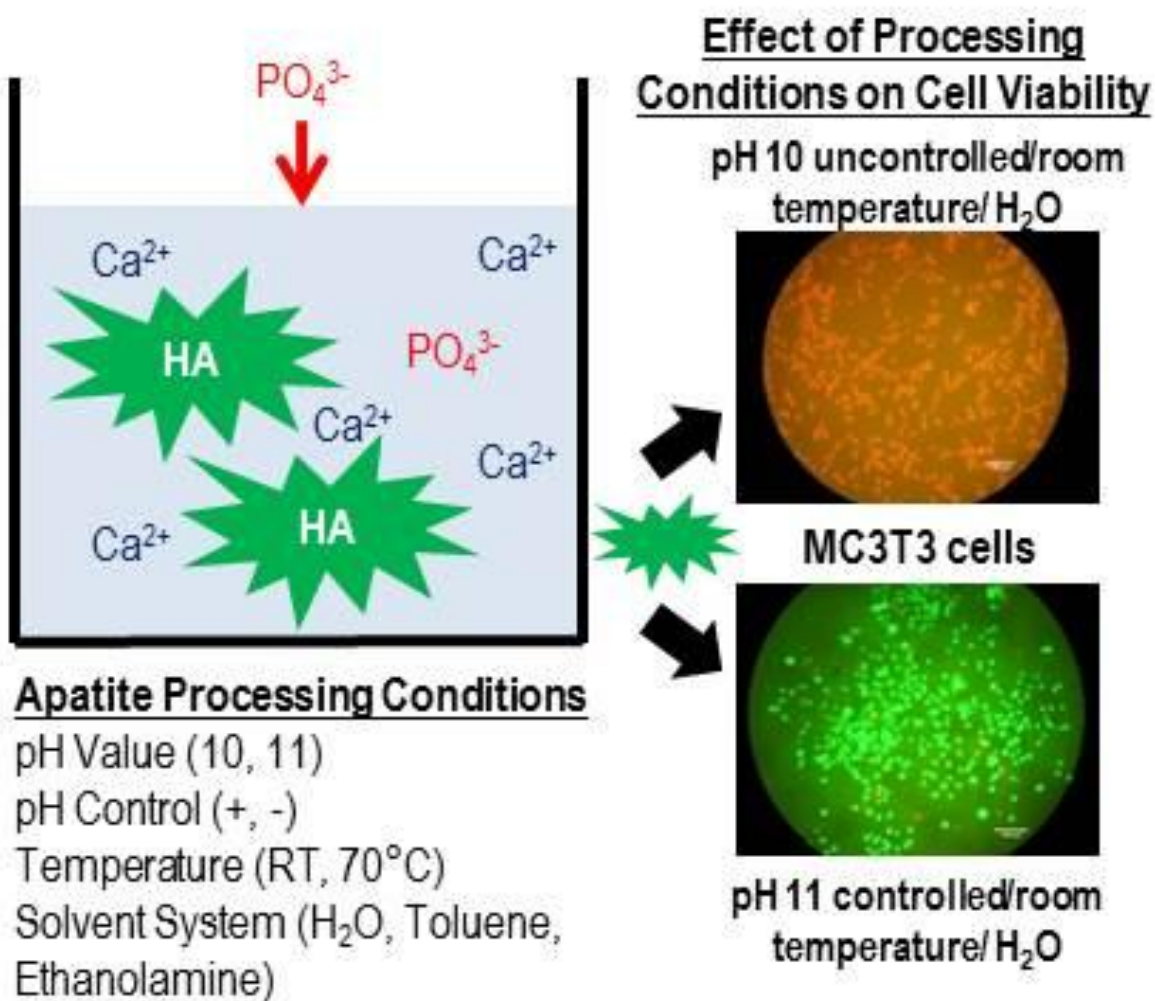 PO₄³⁻
Ca²⁺
Ca²⁺
HA
PO₄³⁻
Ca²⁺
Ca²⁺
HA
Ca²⁺
Apatite Processing Conditions
pH Value (10, 11)
pH Control (+, -)
Temperature (RT, 70°C)
Solvent System (H₂O, Toluene,
Ethanolamine)
Effect of Processing
Conditions on Cell Viability
pH 10 uncontrolled/room
temperature/ H₂O
MC3T3 cells
pH 11 controlled/room
temperature/ H₂O